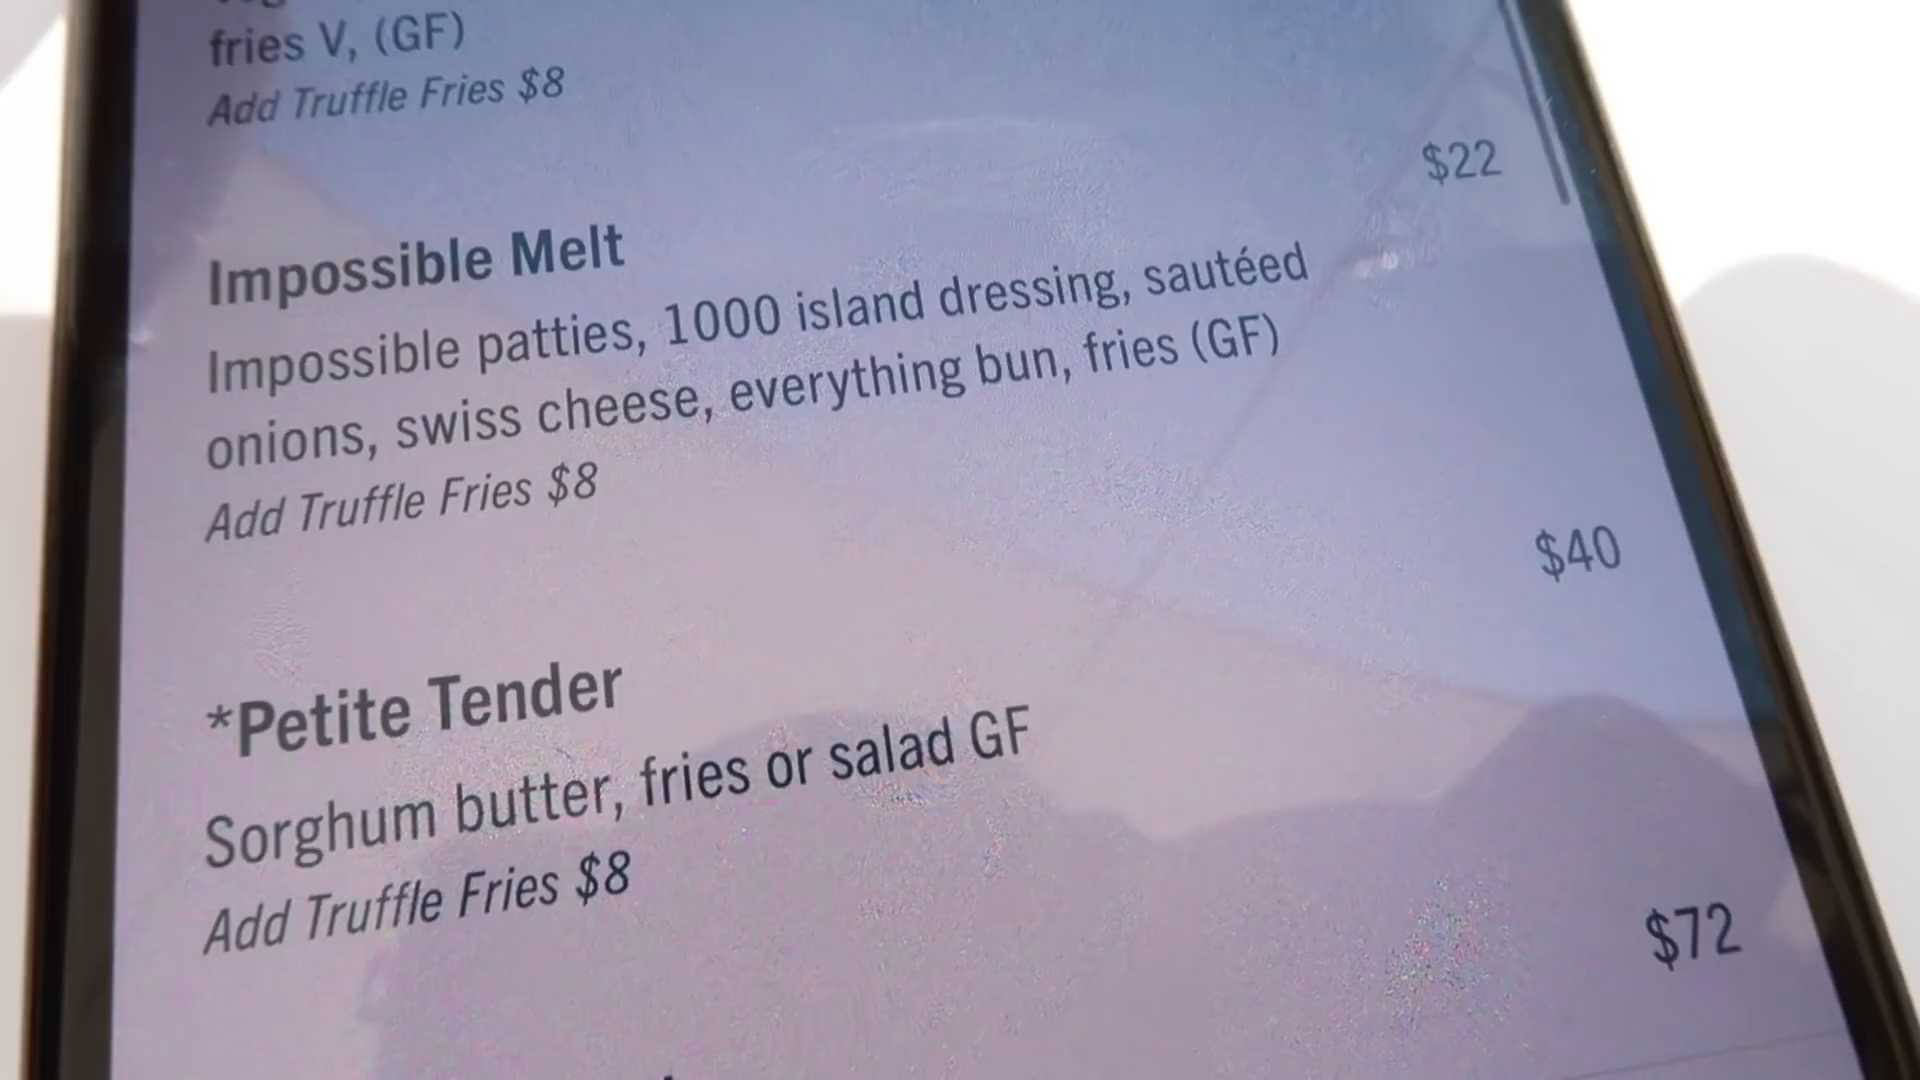 fries V, (GF)
Add Truffle Fries $8
$22
Impossible Melt
Impossible patties, 1000 island dressing, sautéed
onions, swiss cheese, everything bun, fries (GF)
Add Truffle Fries $8
$40
*Petite Tender
Sorghum butter, fries or salad GF
Add Truffle Fries $8
$72